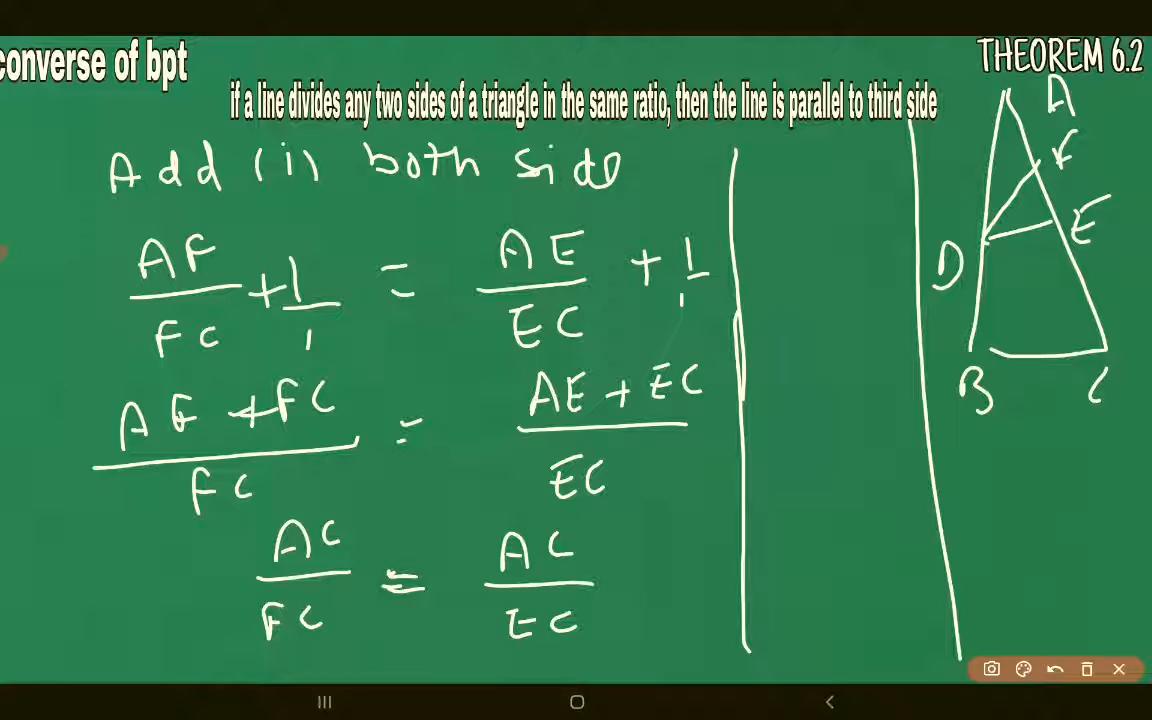 converse of bpt
THEOREM 6.2
if a line divides any two sides of a triangle in the same ratio, then the line is parallel to third side
Add (i) both side
AF/FC + 1/1 = AE/EC + 1/1
AF + FC/FC = AE + EC/EC
AC/FC = AC/EC
A
F
E
D
B
C